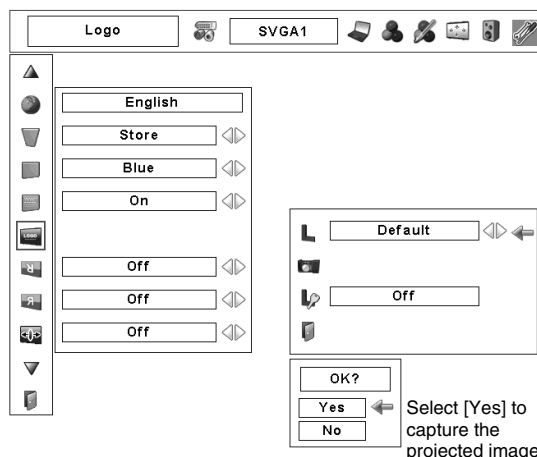 Logo
SVGA1
English
Store
Blue
On
LOGO
Off
Off
Off
Default
Off
OK?
Yes
No
Select [Yes] to
capture the
projected image